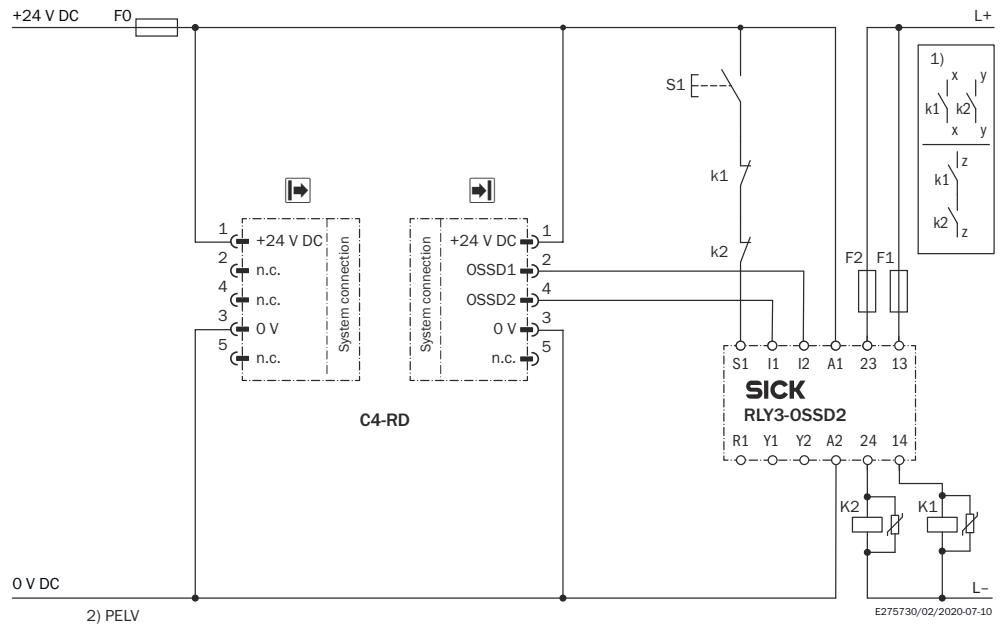 +24 V DC F0 L+
1)
x y
S1 k1 k2
x y
z
k1
k1
k2 k2
z
F2 F1
1 +24 V DC +24 V DC 1
2 n.c. OSSD1 2
4 n.c. OSSD2 4
3 0 V 0 V 3
5 n.c. n.c. 5
System connection System connection
S1 I1 I2 A1 23 13
SICK
C4-RD RLY3-OSSD2
R1 Y1 Y2 A2 24 14
K2 K1
0 V DC L–
2) PELV E275730/02/2020-07-10